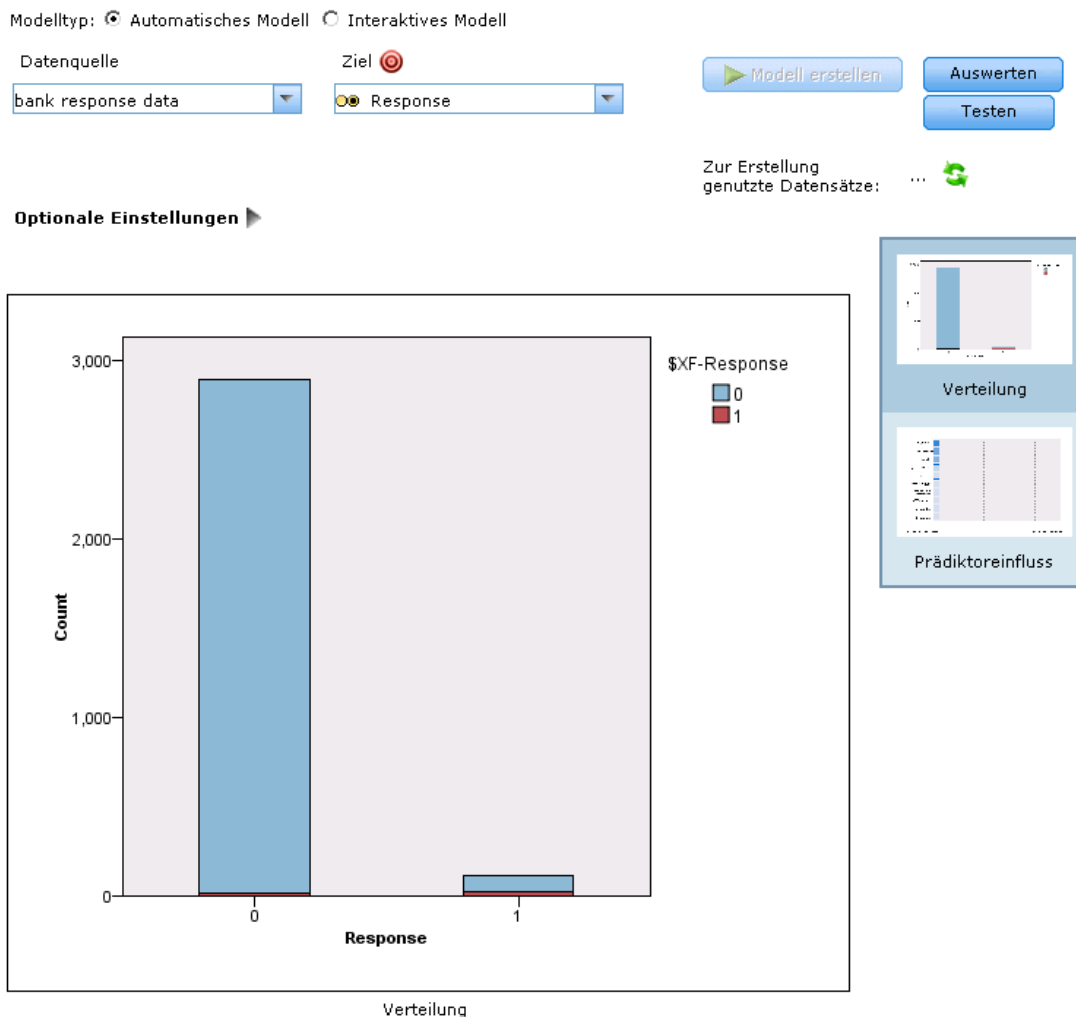 Modelltyp: Automatisches Modell Interaktives Modell
Datenquelle
Ziel
bank response data
Response
Modell erstellen
Auswerten
Testen
Zur Erstellung
genutzte Datensätze: ...
Optionale Einstellungen
3,000
2,000
1,000
0
Count
0
1
Response
$XF-Response
0
1
Verteilung
Verteilung
Prädiktoreinfluss